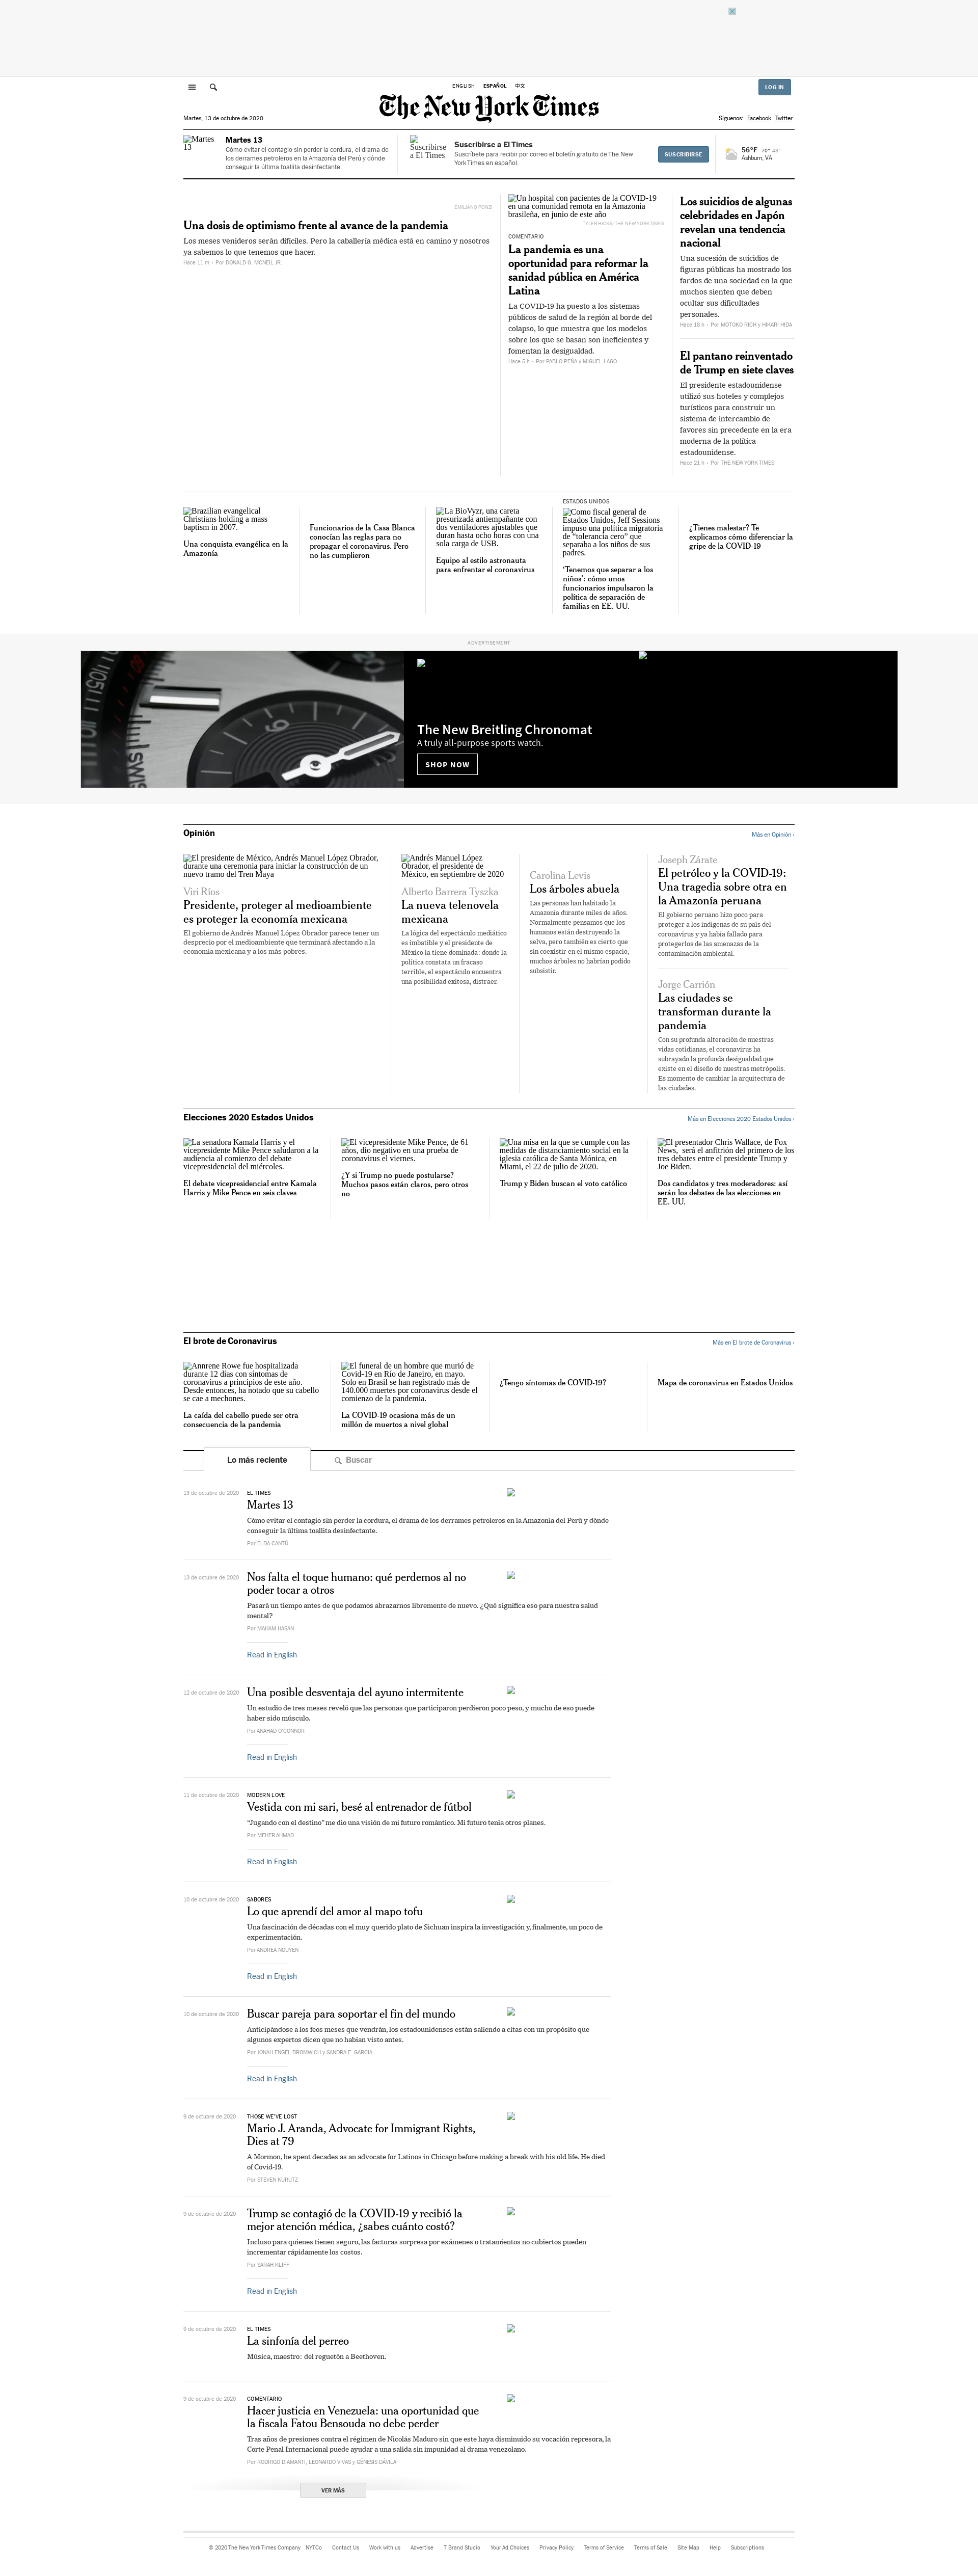 ENGLISH ESPAÑOL 中文
LOG IN
The New York Times
Martes, 13 de octubre de 2020
Síguenos: Facebook Twitter
Martes 13
Martes 13
Cómo evitar el contagio sin perder la cordura, el drama de
los derrames petroleros en la Amazonía del Perú y dónde
conseguir la última toallita desinfectante.
Suscribirse a El Times
Suscribirse a El Times
Suscríbete para recibir por correo el boletín gratuito de The New
York Times en español.
SUSCRIBIRSE
56°F 70° 43°
Ashburn, VA
EMILIANO PONZI
Una dosis de optimismo frente al avance de la pandemia
Los meses venideros serán difíciles. Pero la caballería médica está en camino y nosotros
ya sabemos lo que tenemos que hacer.
Hace 11 m • Por DONALD G. MCNEIL JR.
Un hospital con pacientes de la COVID-19
en una comunidad remota en la Amazonía
brasileña, en junio de este año
TYLER HICKS/THE NEW YORK TIMES
COMENTARIO
La pandemia es una
oportunidad para reformar la
sanidad pública en América
Latina
La COVID-19 ha puesto a los sistemas
públicos de salud de la región al borde del
colapso, lo que muestra que los modelos
sobre los que se basan son ineficientes y
fomentan la desigualdad.
Hace 5 h • Por PABLO PEÑA y MIGUEL LAGO
Los suicidios de algunas
celebridades en Japón
revelan una tendencia
nacional
Una sucesión de suicidios de
figuras públicas ha mostrado los
fardos de una sociedad en la que
muchos sienten que deben
ocultar sus dificultades
personales.
Hace 18 h • Por MOTOKO RICH y HIKARI HIDA
El pantano reinventado
de Trump en siete claves
El presidente estadounidense
utilizó sus hoteles y complejos
turísticos para construir un
sistema de intercambio de
favores sin precedente en la era
moderna de la política
estadounidense.
Hace 21 h • Por THE NEW YORK TIMES
Brazilian evangelical
Christians holding a mass
baptism in 2007.
Una conquista evangélica en la
Amazonía
Funcionarios de la Casa Blanca
conocían las reglas para no
propagar el coronavirus. Pero
no las cumplieron
La BioVyzr, una careta
presurizada antiempañante con
dos ventiladores ajustables que
duran hasta ocho horas con una
sola carga de USB.
Equipo al estilo astronauta
para enfrentar el coronavirus
ESTADOS UNIDOS
Como fiscal general de
Estados Unidos, Jeff Sessions
impuso una política migratoria
de “tolerancia cero” que
separaba a los niños de sus
padres.
‘Tenemos que separar a los
niños’: cómo unos
funcionarios impulsaron la
política de separación de
familias en EE. UU.
¿Tienes malestar? Te
explicamos cómo diferenciar la
gripe de la COVID-19
ADVERTISEMENT
The New Breitling Chronomat
A truly all-purpose sports watch.
SHOP NOW
Opinión
Más en Opinión ›
El presidente de México, Andrés Manuel López Obrador,
durante una ceremonia para iniciar la construcción de un
nuevo tramo del Tren Maya
Viri Ríos
Presidente, proteger al medioambiente
es proteger la economía mexicana
El gobierno de Andrés Manuel López Obrador parece tener un
desprecio por el medioambiente que terminará afectando a la
economía mexicana y a los más pobres.
Andrés Manuel López
Obrador, el presidente de
México, en septiembre de 2020
Alberto Barrera Tyszka
La nueva telenovela
mexicana
La lógica del espectáculo mediático
es imbatible y el presidente de
México la tiene dominada: donde la
política constata un fracaso
terrible, el espectáculo encuentra
una posibilidad exitosa, distraer.
Carolina Levis
Los árboles abuela
Las personas han habitado la
Amazonía durante miles de años.
Normalmente pensamos que los
humanos están destruyendo la
selva, pero también es cierto que
sin coexistir en el mismo espacio,
muchos árboles no habrían podido
subsistir.
Joseph Zárate
El petróleo y la COVID-19:
Una tragedia sobre otra en
la Amazonía peruana
El gobierno peruano hizo poco para
proteger a los indígenas de su país del
coronavirus y ya había fallado para
protegerlos de las amenazas de la
contaminación ambiental.
Jorge Carrión
Las ciudades se
transforman durante la
pandemia
Con su profunda alteración de nuestras
vidas cotidianas, el coronavirus ha
subrayado la profunda desigualdad que
existe en el diseño de nuestras metrópolis.
Es momento de cambiar la arquitectura de
las ciudades.
Elecciones 2020 Estados Unidos
Más en Elecciones 2020 Estados Unidos ›
La senadora Kamala Harris y el
vicepresidente Mike Pence saludaron a la
audiencia al comienzo del debate
vicepresidencial del miércoles.
El debate vicepresidencial entre Kamala
Harris y Mike Pence en seis claves
El vicepresidente Mike Pence, de 61
años, dio negativo en una prueba de
coronavirus el viernes.
¿Y si Trump no puede postularse?
Muchos pasos están claros, pero otros
no
Una misa en la que se cumple con las
medidas de distanciamiento social en la
iglesia católica de Santa Mónica, en
Miami, el 22 de julio de 2020.
Trump y Biden buscan el voto católico
El presentador Chris Wallace, de Fox
News, será el anfitrión del primero de los
tres debates entre el presidente Trump y
Joe Biden.
Dos candidatos y tres moderadores: así
serán los debates de las elecciones en
EE. UU.
El brote de Coronavirus
Más en El brote de Coronavirus ›
Annrene Rowe fue hospitalizada
durante 12 días con síntomas de
coronavirus a principios de este año.
Desde entonces, ha notado que su cabello
se cae a mechones.
La caída del cabello puede ser otra
consecuencia de la pandemia
El funeral de un hombre que murió de
Covid-19 en Río de Janeiro, en mayo.
Solo en Brasil se han registrado más de
140.000 muertes por coronavirus desde el
comienzo de la pandemia.
La COVID-19 ocasiona más de un
millón de muertos a nivel global
¿Tengo síntomas de COVID-19?
Mapa de coronavirus en Estados Unidos
Lo más reciente
Buscar
13 de octubre de 2020
EL TIMES
Martes 13
Cómo evitar el contagio sin perder la cordura, el drama de los derrames petroleros en la Amazonía del Perú y dónde
conseguir la última toallita desinfectante.
Por ELDA CANTÚ
13 de octubre de 2020
Nos falta el toque humano: qué perdemos al no
poder tocar a otros
Pasará un tiempo antes de que podamos abrazarnos libremente de nuevo. ¿Qué significa eso para nuestra salud
mental?
Por MAHAM HASAN
Read in English
12 de octubre de 2020
Una posible desventaja del ayuno intermitente
Un estudio de tres meses reveló que las personas que participaron perdieron poco peso, y mucho de eso puede
haber sido músculo.
Por ANAHAD O'CONNOR
Read in English
11 de octubre de 2020
MODERN LOVE
Vestida con mi sari, besé al entrenador de fútbol
“Jugando con el destino” me dio una visión de mi futuro romántico. Mi futuro tenía otros planes.
Por MEHER AHMAD
Read in English
10 de octubre de 2020
SABORES
Lo que aprendí del amor al mapo tofu
Una fascinación de décadas con el muy querido plato de Sichuan inspira la investigación y, finalmente, un poco de
experimentación.
Por ANDREA NGUYEN
Read in English
10 de octubre de 2020
Buscar pareja para soportar el fin del mundo
Anticipándose a los feos meses que vendrán, los estadounidenses están saliendo a citas con un propósito que
algunos expertos dicen que no habían visto antes.
Por JONAH ENGEL BROMWICH y SANDRA E. GARCIA
Read in English
9 de octubre de 2020
THOSE WE'VE LOST
Mario J. Aranda, Advocate for Immigrant Rights,
Dies at 79
A Mormon, he spent decades as an advocate for Latinos in Chicago before making a break with his old life. He died
of Covid-19.
Por STEVEN KURUTZ
9 de octubre de 2020
Trump se contagió de la COVID-19 y recibió la
mejor atención médica, ¿sabes cuánto costó?
Incluso para quienes tienen seguro, las facturas sorpresa por exámenes o tratamientos no cubiertos pueden
incrementar rápidamente los costos.
Por SARAH KLIFF
Read in English
9 de octubre de 2020
EL TIMES
La sinfonía del perreo
Música, maestro: del reguetón a Beethoven.
9 de octubre de 2020
COMENTARIO
Hacer justicia en Venezuela: una oportunidad que
la fiscala Fatou Bensouda no debe perder
Tras años de presiones contra el régimen de Nicolás Maduro sin que este haya disminuido su vocación represora, la
Corte Penal Internacional puede ayudar a una salida sin impunidad al drama venezolano.
Por RODRIGO DIAMANTI, LEONARDO VIVAS y GÉNESIS DÁVILA
VER MÁS
© 2020 The New York Times Company NYTCo Contact Us Work with us Advertise T Brand Studio Your Ad Choices Privacy Policy Terms of Service Terms of Sale Site Map Help Subscriptions